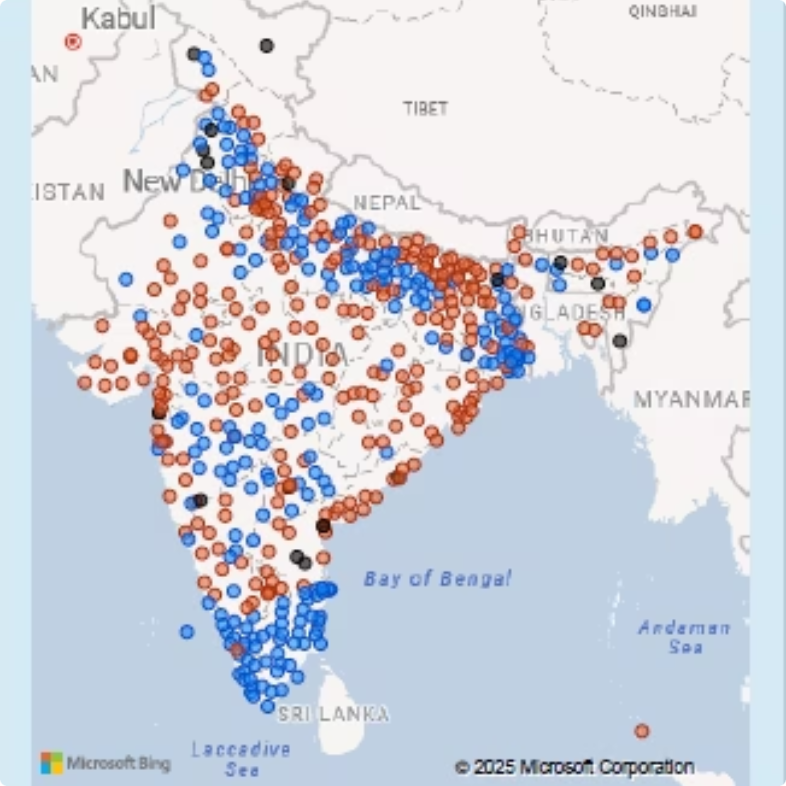 Kabul
QINGHAI
AN
TIBET
New Delhi
ISTAN
NEPAL
BHUTAN
GLADESH
INDIA
MYANMAR
Bay of Bengal
Andaman
Sea
SRI LANKA
Laccadive
Sea
Microsoft Bing
© 2025 Microsoft Corporation